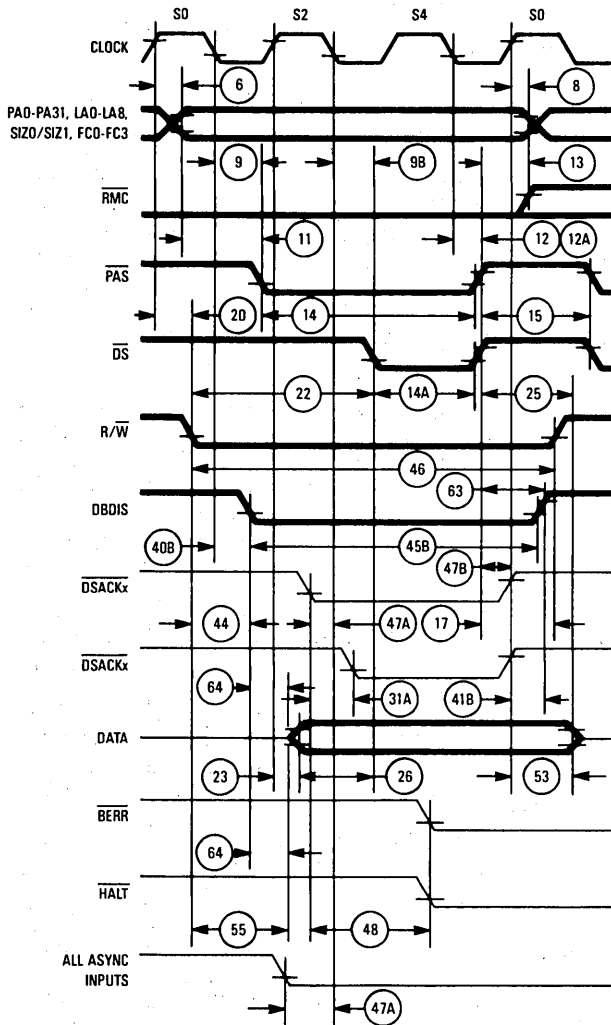 S0 S2 S4 S0
CLOCK
6 8
PA0-PA31, LA0-LA8,
SIZ0/SIZ1, FC0-FC3
9 9B 13
RMC
11 12 12A
PAS
20 14 15
DS
22 14A 25
R/W
46
63
DBDIS
40B 45B
47B
DSACKx
44 47A 17
DSACKx
64 31A 41B
DATA
23 26 53
BERR
64
HALT
55 48
ALL ASYNC
INPUTS
47A